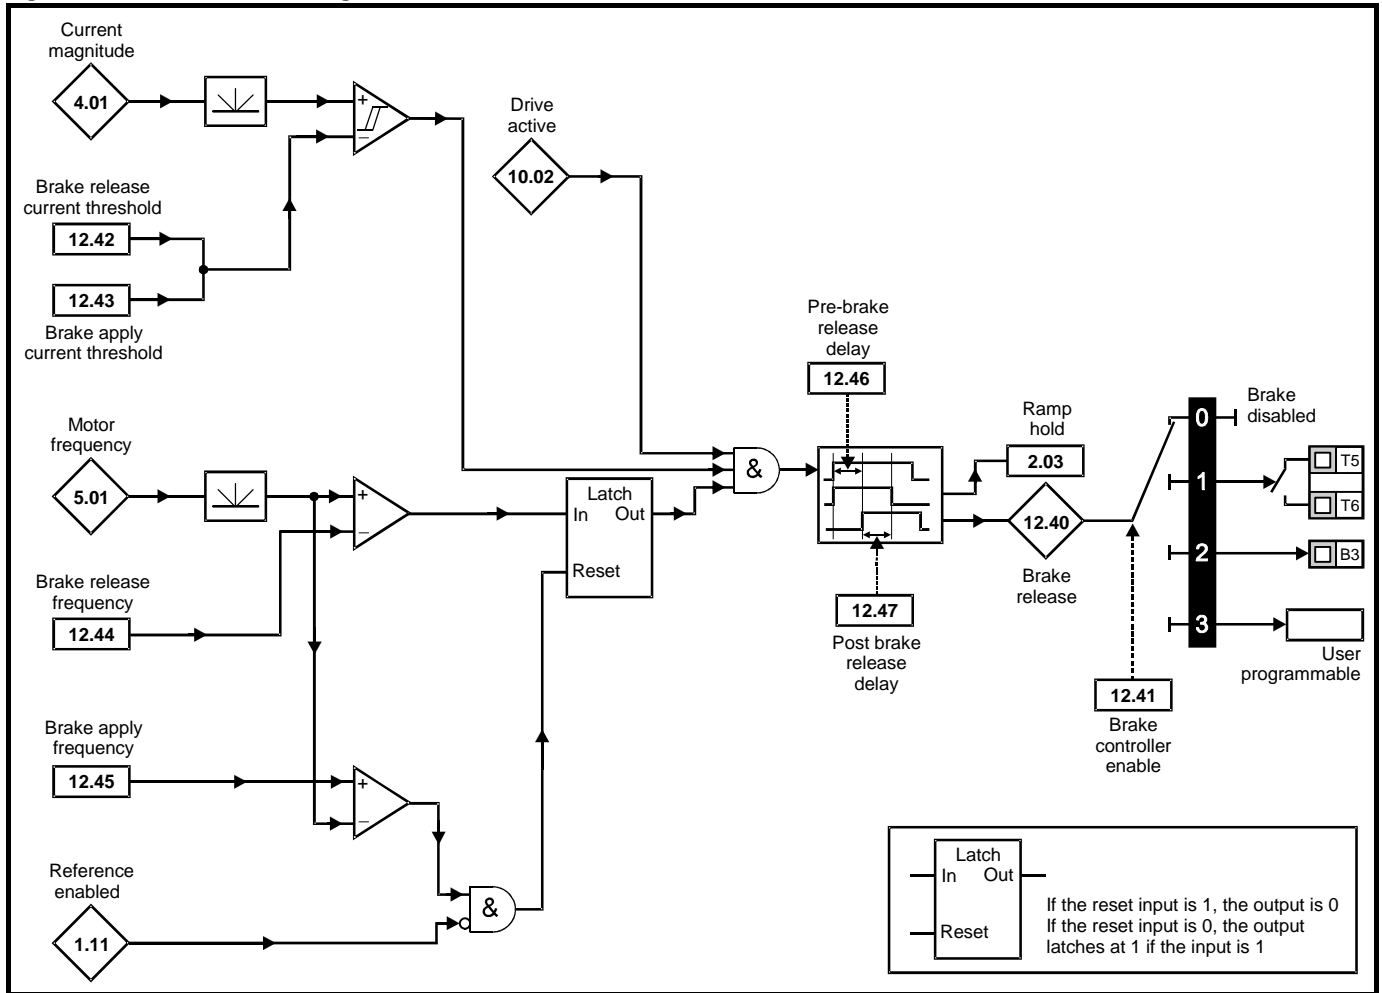 Current
magnitude
4.01
+
−
Brake release
current threshold
12.42
12.43
Brake apply
current threshold
Drive
active
10.02
Motor
frequency
5.01
+
−
Brake release
frequency
12.44
Latch
In Out
Reset
&
Pre-brake
release
delay
12.46
12.47
Post brake
release
delay
Ramp
hold
2.03
12.40
Brake
release
0
1
2
3
Brake
disabled
T5
T6
B3
User
programmable
12.41
Brake
controller
enable
Brake apply
frequency
12.45
+
−
Reference
enabled
1.11
&
Latch
In Out
Reset
If the reset input is 1, the output is 0
If the reset input is 0, the output
latches at 1 if the input is 1